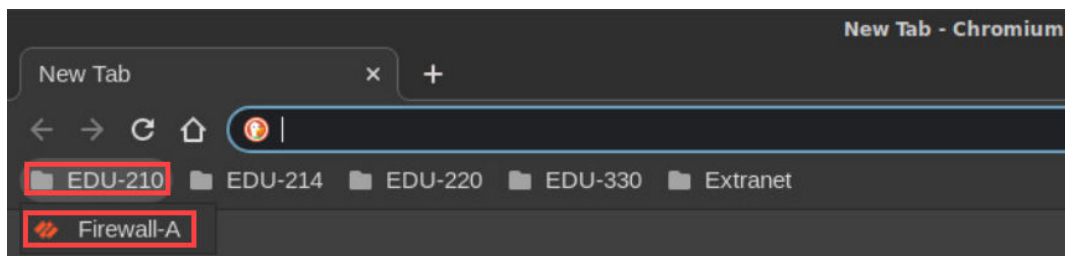 New Tab - Chromium
New Tab × +
EDU-210 EDU-214 EDU-220 EDU-330 Extranet
Firewall-A